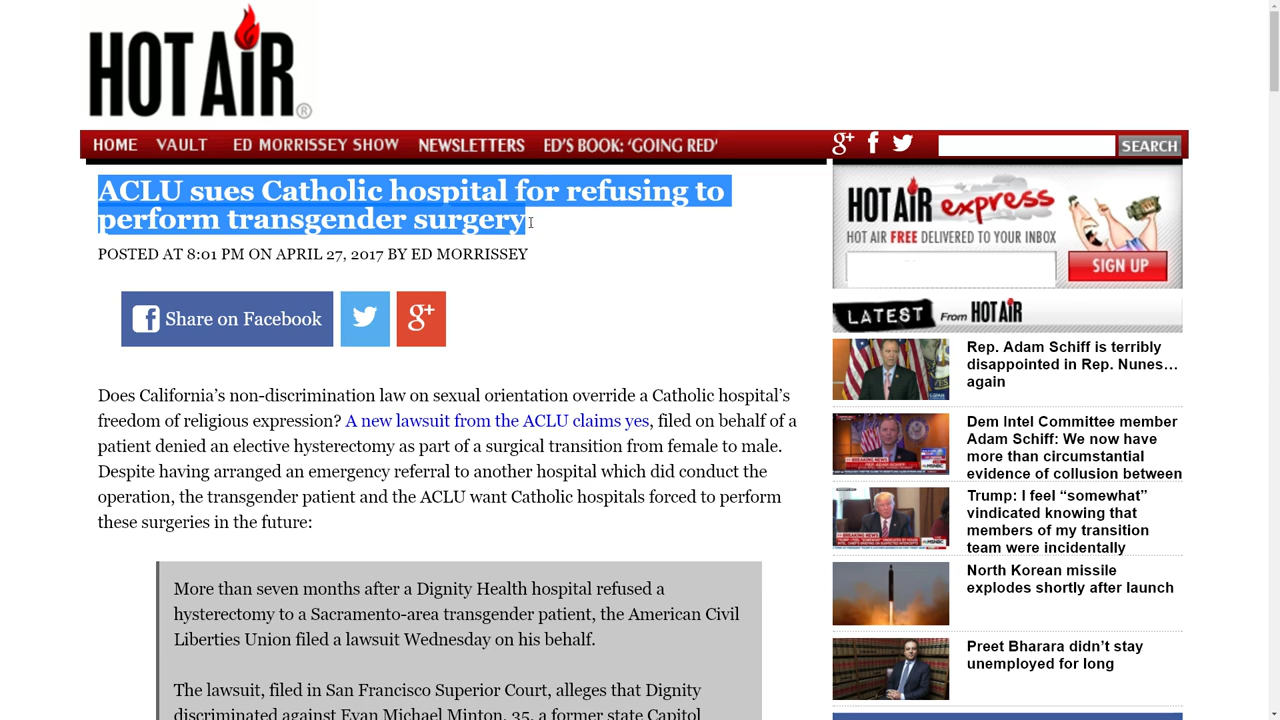 HOT AiR®
HOME VAULT ED MORRISSEY SHOW NEWSLETTERS ED'S BOOK: 'GOING RED' g+ f SEARCH
ACLU sues Catholic hospital for refusing to
perform transgender surgery
POSTED AT 8:01 PM ON APRIL 27, 2017 BY ED MORRISSEY
f Share on Facebook g+
Does California’s non-discrimination law on sexual orientation override a Catholic hospital’s
freedom of religious expression? A new lawsuit from the ACLU claims yes, filed on behalf of a
patient denied an elective hysterectomy as part of a surgical transition from female to male.
Despite having arranged an emergency referral to another hospital which did conduct the
operation, the transgender patient and the ACLU want Catholic hospitals forced to perform
these surgeries in the future:
More than seven months after a Dignity Health hospital refused a
hysterectomy to a Sacramento-area transgender patient, the American Civil
Liberties Union filed a lawsuit Wednesday on his behalf.
The lawsuit, filed in San Francisco Superior Court, alleges that Dignity
discriminated against Evan Michael Minton, 35, a former state Capitol
HOT AiR express
HOT AIR FREE DELIVERED TO YOUR INBOX
SIGN UP
LATEST From HOT AiR
Rep. Adam Schiff is terribly
disappointed in Rep. Nunes…
again
Dem Intel Committee member
Adam Schiff: We now have
more than circumstantial
evidence of collusion between
Trump: I feel “somewhat”
vindicated knowing that
members of my transition
team were incidentally
North Korean missile
explodes shortly after launch
Preet Bharara didn’t stay
unemployed for long